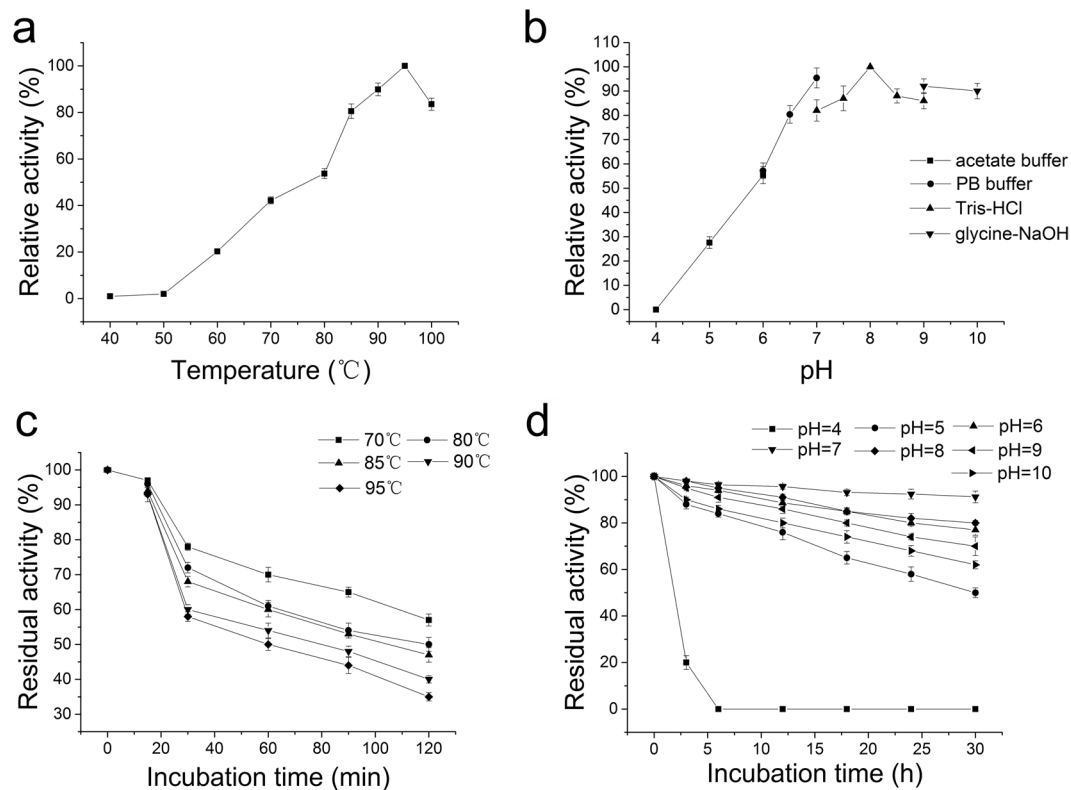 a
Relative activity (%)
100
80
60
40
20
0
40 50 60 70 80 90 100
Temperature (℃)
b
Relative activity (%)
110
100
90
80
70
60
50
40
30
20
10
0
acetate buffer
PB buffer
Tris-HCl
glycine-NaOH
4 5 6 7 8 9 10
pH
c
Residual activity (%)
70℃ 80℃
85℃ 90℃
95℃
100
90
80
70
60
50
40
30
0 20 40 60 80 100 120
Incubation time (min)
d
Residual activity (%)
pH=4 pH=5 pH=6
pH=7 pH=8 pH=9
pH=10
100
80
60
40
20
0
0 5 10 15 20 25 30
Incubation time (h)